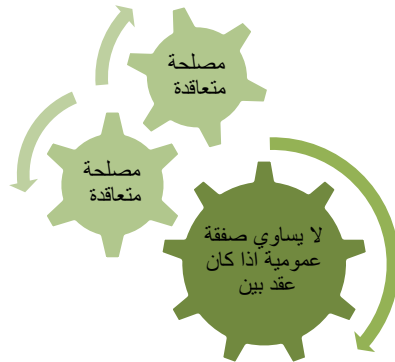 مصلحة
متعاقدة
مصلحة
متعاقدة
لا يساوي صفقة
عمومية اذا كان
عقد بين